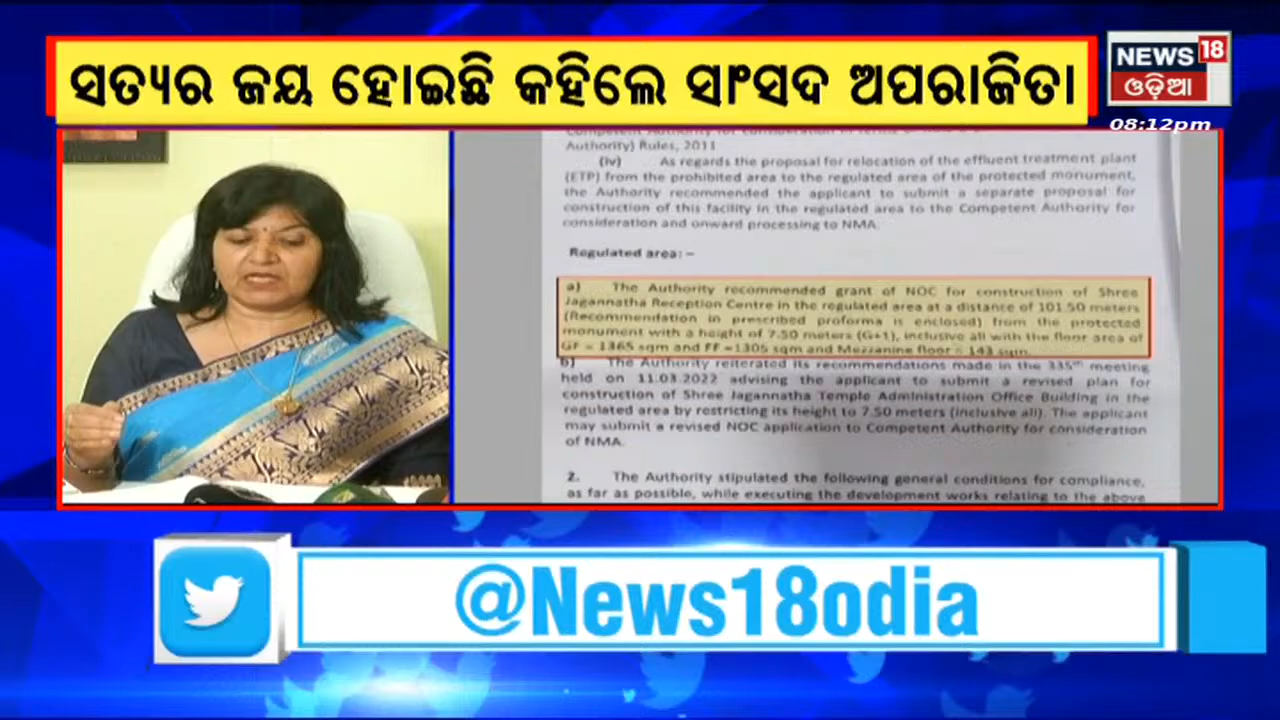 ସତ୍ୟର ଜୟ ହୋଇଛି କହିଲେ ସାଂସଦ ଅପରାଜିତା
NEWS 18
ଓଡ଼ିଆ
08:12pm
Authority) Rules, 2011
(iv) As regards the proposal for relocation of the effluent treatment plant
(ETP) from the prohibited area to the regulated area of the protected monument,
the Authority recommended the applicant to submit a separate proposal for
construction of this facility in the regulated area to the Competent Authority for
consideration and onward processing to NMA.
Regulated area: –
a) The Authority recommended grant of NOC for construction of Shree
Jagannatha Reception Centre in the regulated area at a distance of 101.50 meters
(Recommendation in prescribed proforma is enclosed) from the protected
monument with a height of 7.50 meters (G+1), inclusive all with the floor area of
GF = 1365 sqm and FF =1305 sqm and Mezzanine floor = 143 sqm.
b) The Authority reiterated its recommendations made in the 335th meeting
held on 11.03.2022 advising the applicant to submit a revised plan for
construction of Shree Jagannatha Temple Administration Office Building in the
regulated area by restricting its height to 7.50 meters (inclusive all). The applicant
may submit a revised NOC application to Competent Authority for consideration
of NMA.
2. The Authority stipulated the following general conditions for compliance,
as far as possible, while executing the development works relating to the above
@News18odia